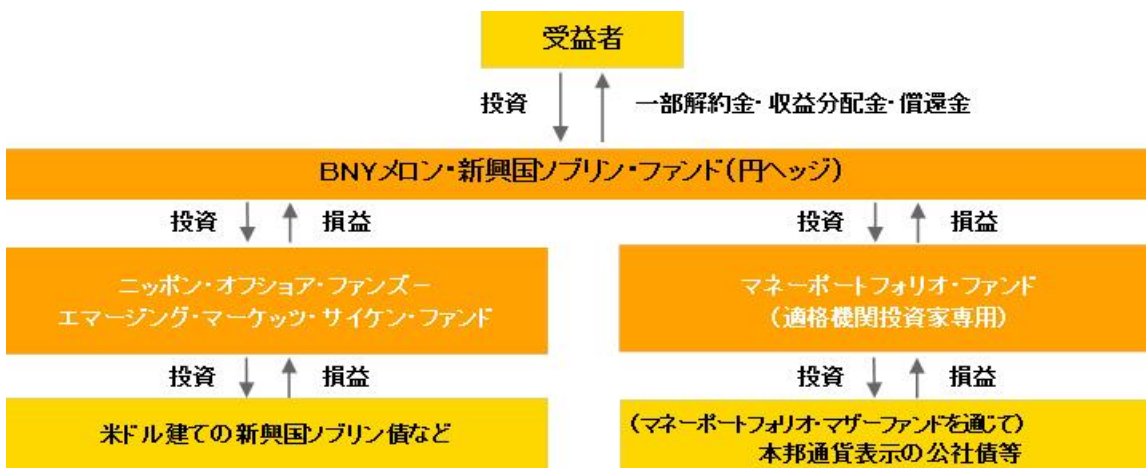 受益者
投資
一部解約金・収益分配金・償還金
BNYメロン・新興国ソブリン・ファンド(円ヘッジ)
投資 損益
投資 損益
ニッポン・オフショア・ファンズ－
エマージング・マーケッツ・サイケン・ファンド
マネーポートフォリオ・ファンド
(適格機関投資家専用)
投資 損益
投資 損益
米ドル建ての新興国ソブリン債など
(マネーポートフォリオ・マザーファンドを通じて)
本邦通貨表示の公社債等